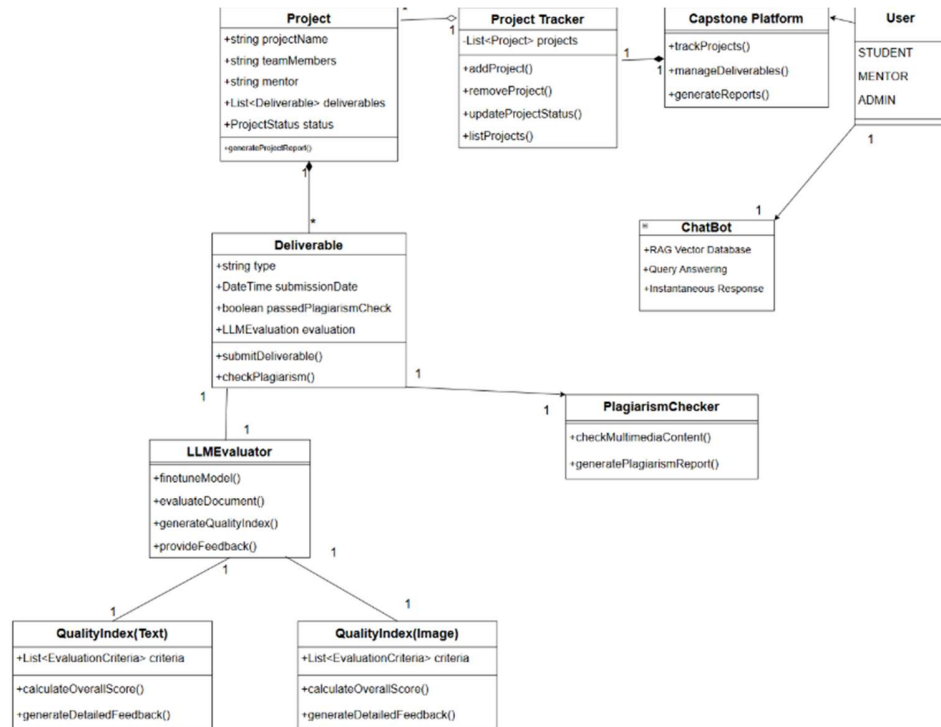 Project
+string projectName
+string teamMembers
+string mentor
+List<Deliverable> deliverables
+ProjectStatus status
+generateProjectReport()
*
1
Project Tracker
-List<Project> projects
+addProject()
+removeProject()
+updateProjectStatus()
+listProjects()
1
1
Capstone Platform
+trackProjects()
+manageDeliverables()
+generateReports()
User
STUDENT
MENTOR
ADMIN
1
1
ChatBot
+RAG Vector Database
+Query Answering
+Instantaneous Response
1
*
Deliverable
+string type
+DateTime submissionDate
+boolean passedPlagiarismCheck
+LLMEvaluation evaluation
+submitDeliverable()
+checkPlagiarism()
1
1
PlagiarismChecker
+checkMultimediaContent()
+generatePlagiarismReport()
1
1
LLMEvaluator
+finetuneModel()
+evaluateDocument()
+generateQualityIndex()
+provideFeedback()
1
1
1
1
QualityIndex(Text)
+List<EvaluationCriteria> criteria
+calculateOverallScore()
+generateDetailedFeedback()
QualityIndex(Image)
+List<EvaluationCriteria> criteria
+calculateOverallScore()
+generateDetailedFeedback()